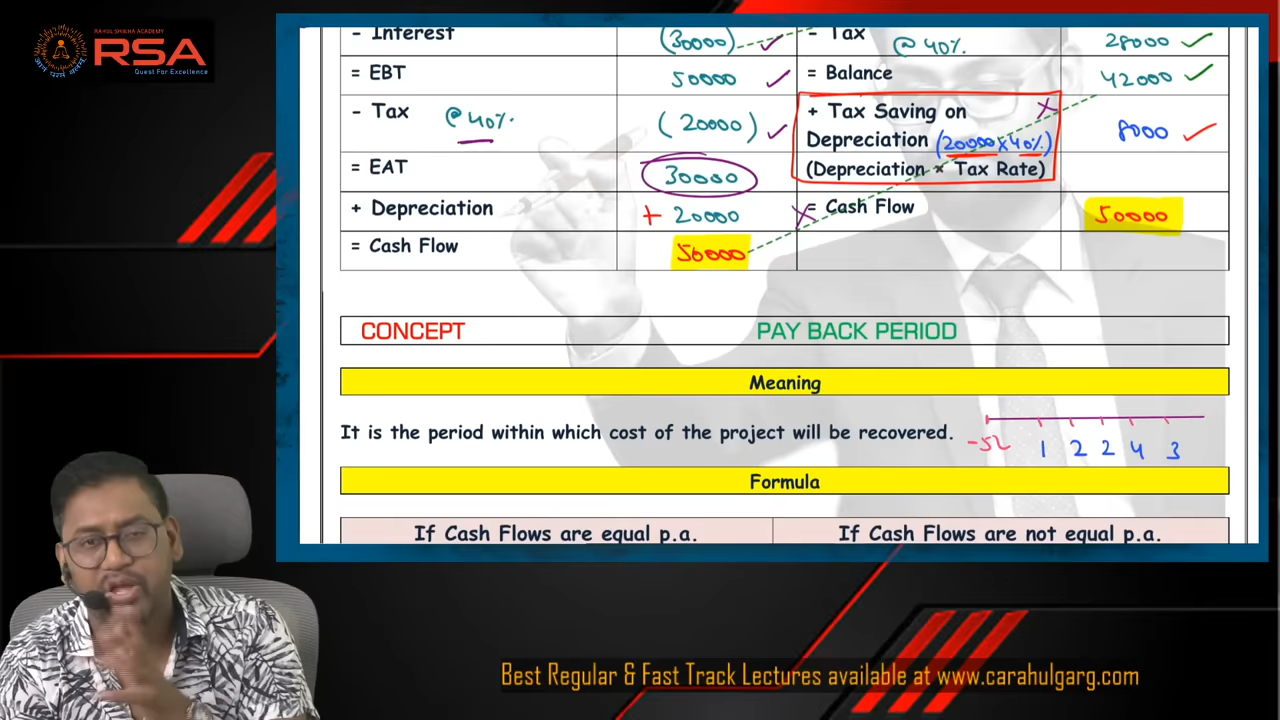 RAHUL SHIKHA ACADEMY
RSA
Quest For Excellence
- Interest (30000) - Tax @ 40% 28000
= EBT 50000 = Balance 42000
- Tax @ 40% (20000) + Tax Saving on
Depreciation (20000×40%) 8000
= EAT 30000 (Depreciation × Tax Rate)
+ Depreciation + 20000 = Cash Flow 50000
= Cash Flow 50000
CONCEPT PAY BACK PERIOD
Meaning
It is the period within which cost of the project will be recovered. -5L 1 2 2 4 3
Formula
If Cash Flows are equal p.a. If Cash Flows are not equal p.a.
Best Regular & Fast Track Lectures available at www.carahulgarg.com